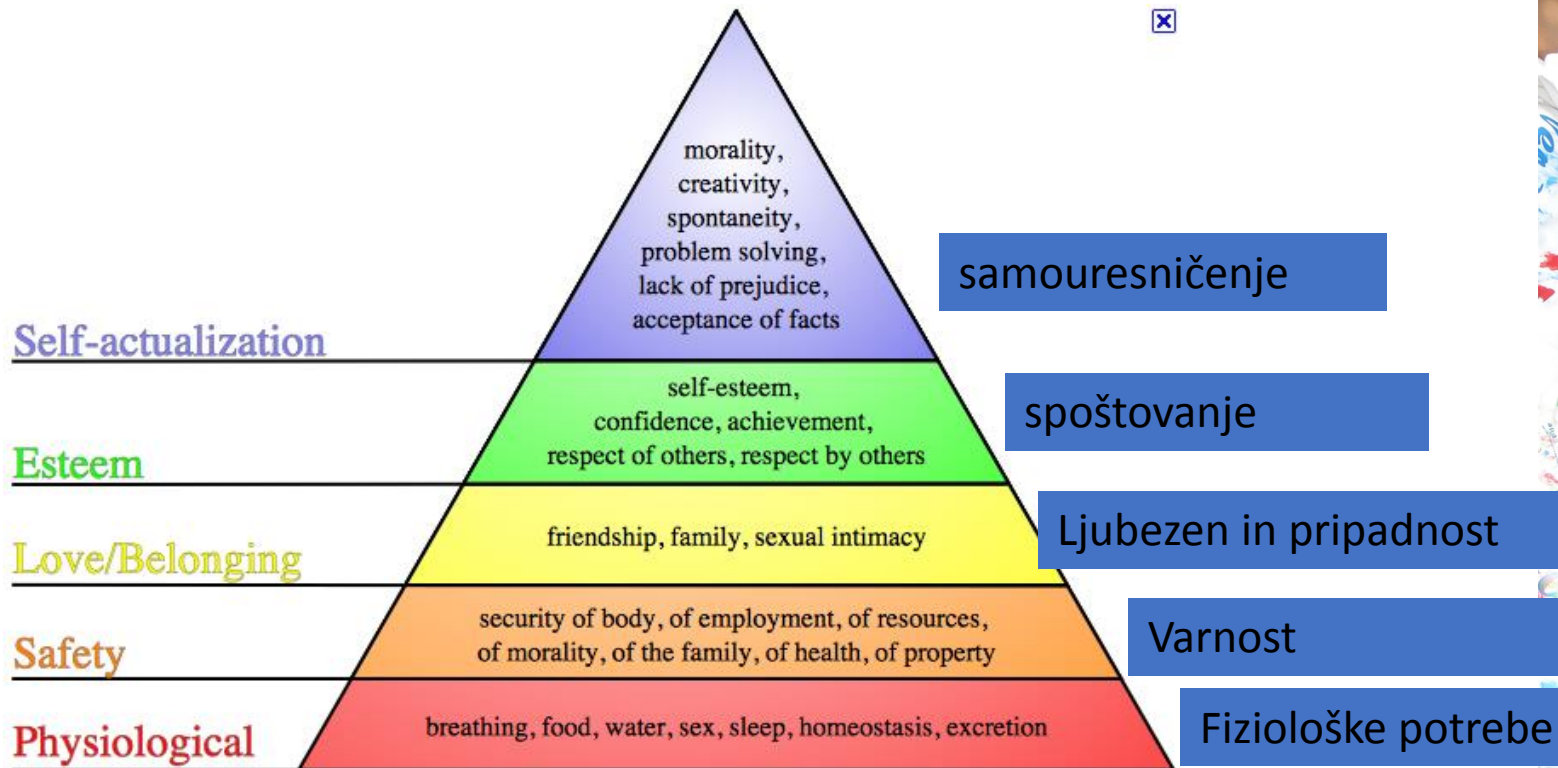 morality,
creativity,
spontaneity,
problem solving,
lack of prejudice,
acceptance of facts
samouresničenje
Self-actualization
self-esteem,
confidence, achievement,
respect of others, respect by others
spoštovanje
Esteem
friendship, family, sexual intimacy
Ljubezen in pripadnost
Love/Belonging
security of body, of employment, of resources,
of morality, of the family, of health, of property
Varnost
Safety
breathing, food, water, sex, sleep, homeostasis, excretion
Fiziološke potrebe
Physiological